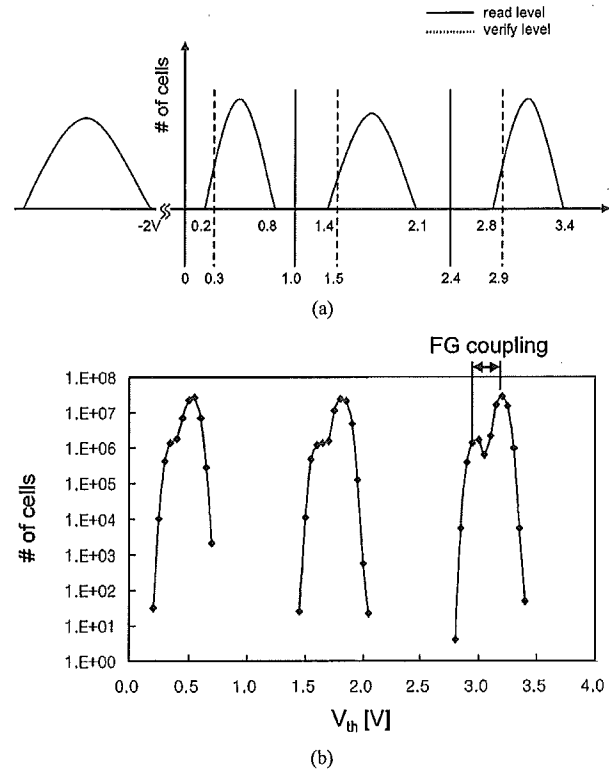 read level
verify level
# of cells
-2V
0.2
0.8
1.4
2.1
2.8
3.4
0
0.3
1.0
1.5
2.4
2.9
(a)
FG coupling
1.E+08
1.E+07
1.E+06
1.E+05
1.E+04
1.E+03
1.E+02
1.E+01
1.E+00
# of cells
0.0
0.5
1.0
1.5
2.0
2.5
3.0
3.5
4.0
Vth [V]
(b)